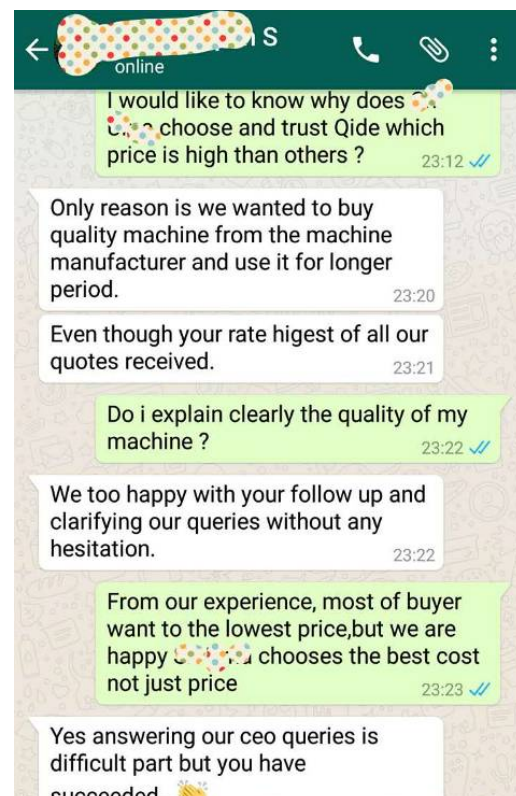 S
online
I would like to know why does
choose and trust Qide which
price is high than others ?
23:12
Only reason is we wanted to buy
quality machine from the machine
manufacturer and use it for longer
period.
23:20
Even though your rate higest of all our
quotes received.
23:21
Do i explain clearly the quality of my
machine ?
23:22
We too happy with your follow up and
clarifying our queries without any
hesitation.
23:22
From our experience, most of buyer
want to the lowest price,but we are
happy chooses the best cost
not just price
23:23
Yes answering our ceo queries is
difficult part but you have
succeeded